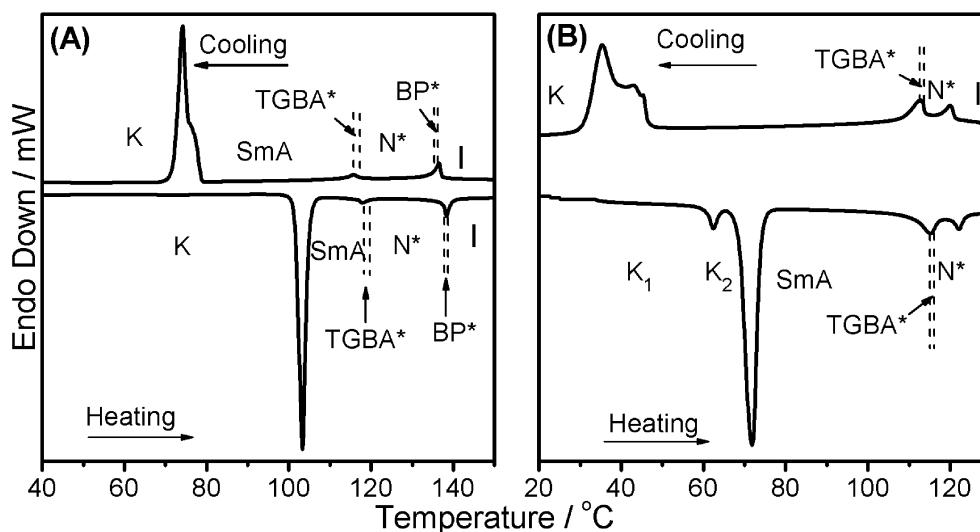 (A)
Cooling
TGBA*
BP*
K
SmA
N*
I
K
SmA
N*
I
TGBA*
BP*
Heating
40 60 80 100 120 140
(B)
Cooling
TGBA*
K
N*
I
K₁
K₂
SmA
N*
TGBA*
Heating
20 40 60 80 100 120
Endo Down / mW
Temperature / °C